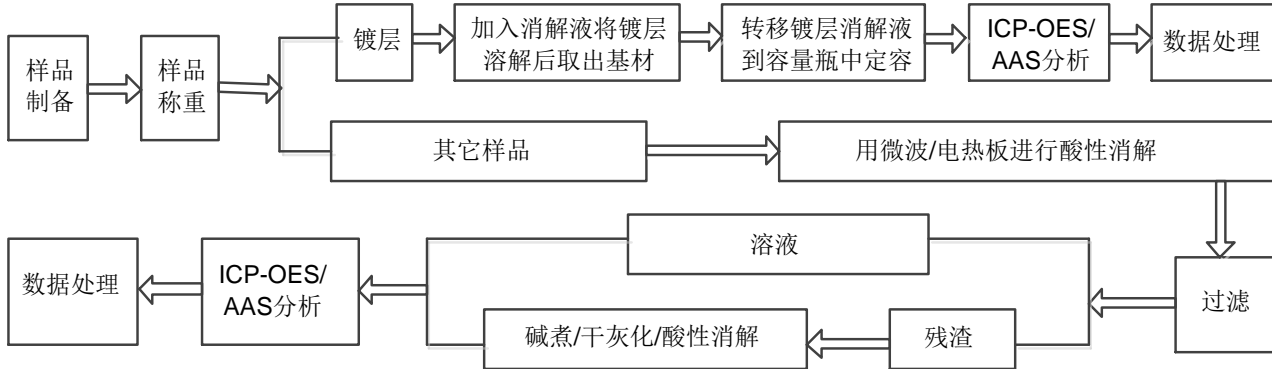 样品
制备
样品
称重
镀层
加入消解液将镀层
溶解后取出基材
转移镀层消解液
到容量瓶中定容
ICP-OES/
AAS分析
数据处理
其它样品
用微波/电热板进行酸性消解
过滤
溶液
残渣
碱煮/干灰化/酸性消解
ICP-OES/
AAS分析
数据处理